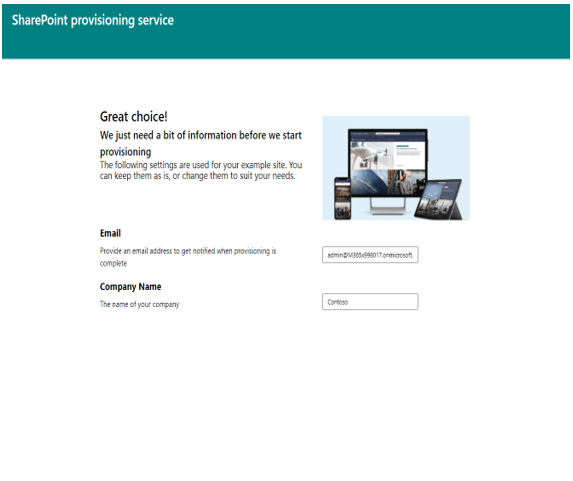 SharePoint provisioning service
Great choice!
We just need a bit of information before we start
provisioning
The following settings are used for your example site. You
can keep them as is, or change them to suit your needs.
Email
Provide an email address to get notified when provisioning is
complete
admin@M365x998017.onmicrosoft.
Company Name
The name of your company
Contoso